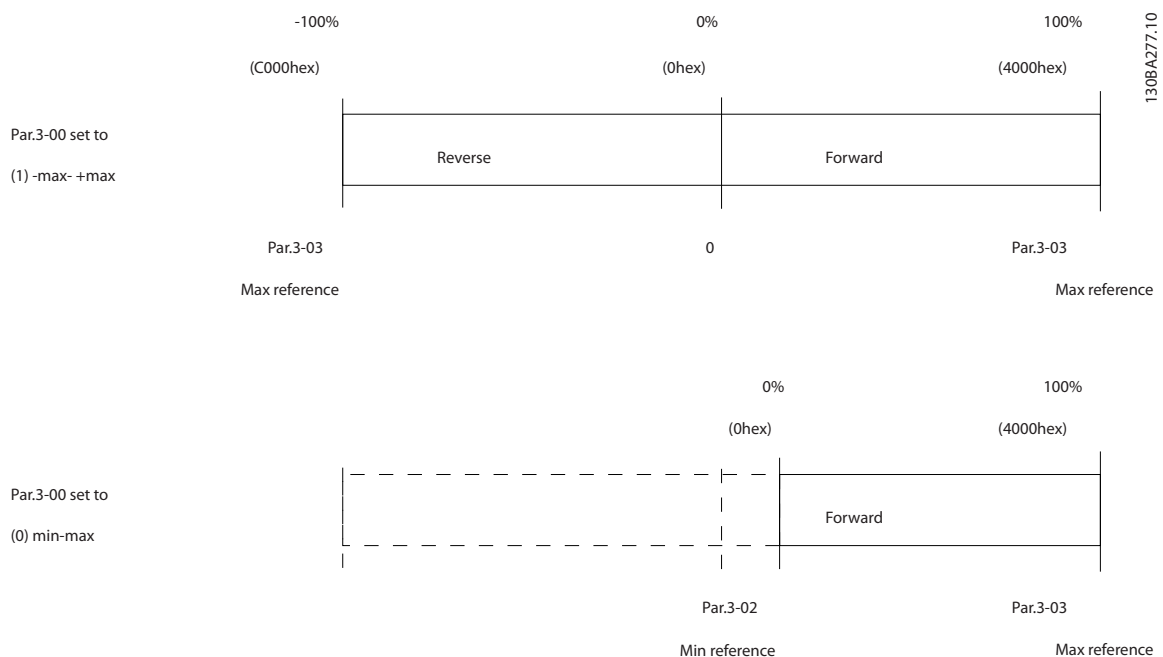 -100% 0% 100%
(C000hex) (0hex) (4000hex)
130BA277.10
Par.3-00 set to
(1) -max- +max
Reverse Forward
Par.3-03 0 Par.3-03
Max reference Max reference
0% 100%
(0hex) (4000hex)
Par.3-00 set to
(0) min-max
Forward
Par.3-02 Par.3-03
Min reference Max reference